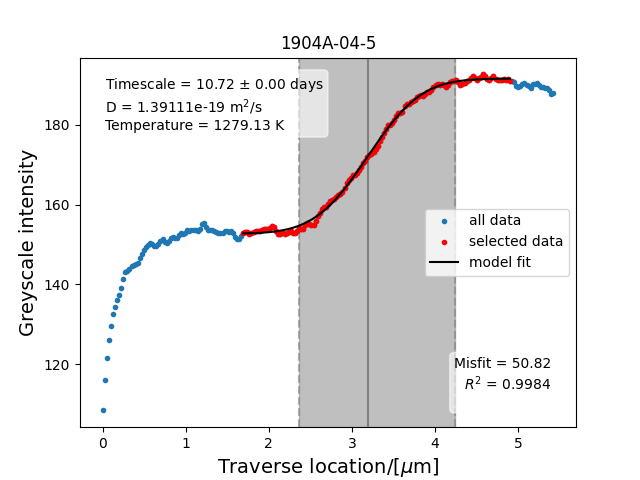 1904A-04-5
Timescale = 10.72 ± 0.00 days
D = 1.39111e-19 m²/s
Temperature = 1279.13 K
180
160
140
120
Greyscale intensity
all data
selected data
model fit
Misfit = 50.82
R² = 0.9984
0 1 2 3 4 5
Traverse location/[μm]